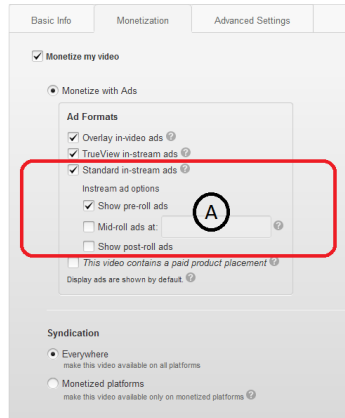 Basic Info Monetization Advanced Settings
Monetize my video
Monetize with Ads
Ad Formats
Overlay in-video ads ?
TrueView in-stream ads ?
Standard in-stream ads ?
Instream ad options
Show pre-roll ads
A
Mid-roll ads at: ?
Show post-roll ads
This video contains a paid product placement ?
Display ads are shown by default. ?
Syndication
Everywhere
make this video available on all platforms
Monetized platforms
make this video available only on monetized platforms ?